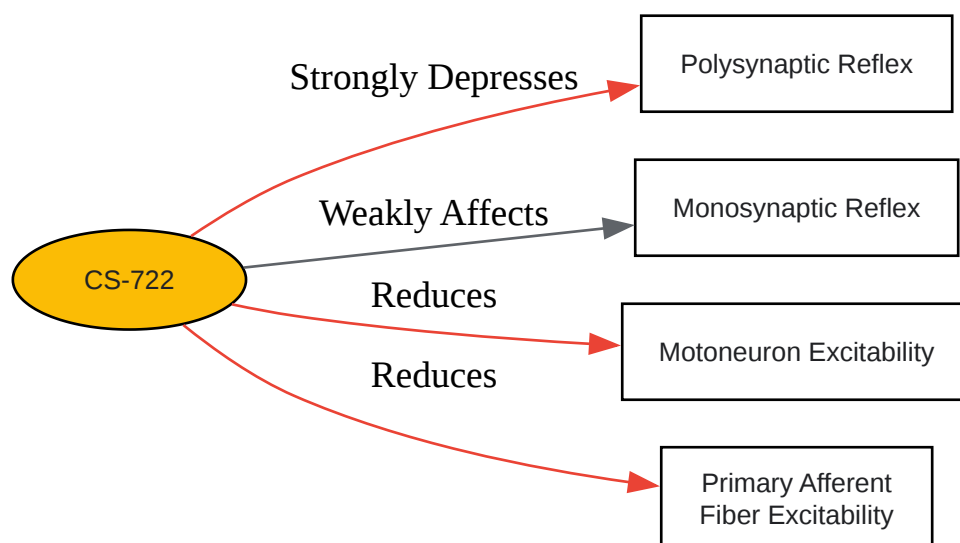 Strongly Depresses
Polysynaptic Reflex
Weakly Affects
Monosynaptic Reflex
CS-722
Reduces
Motoneuron Excitability
Reduces
Primary Afferent
Fiber Excitability